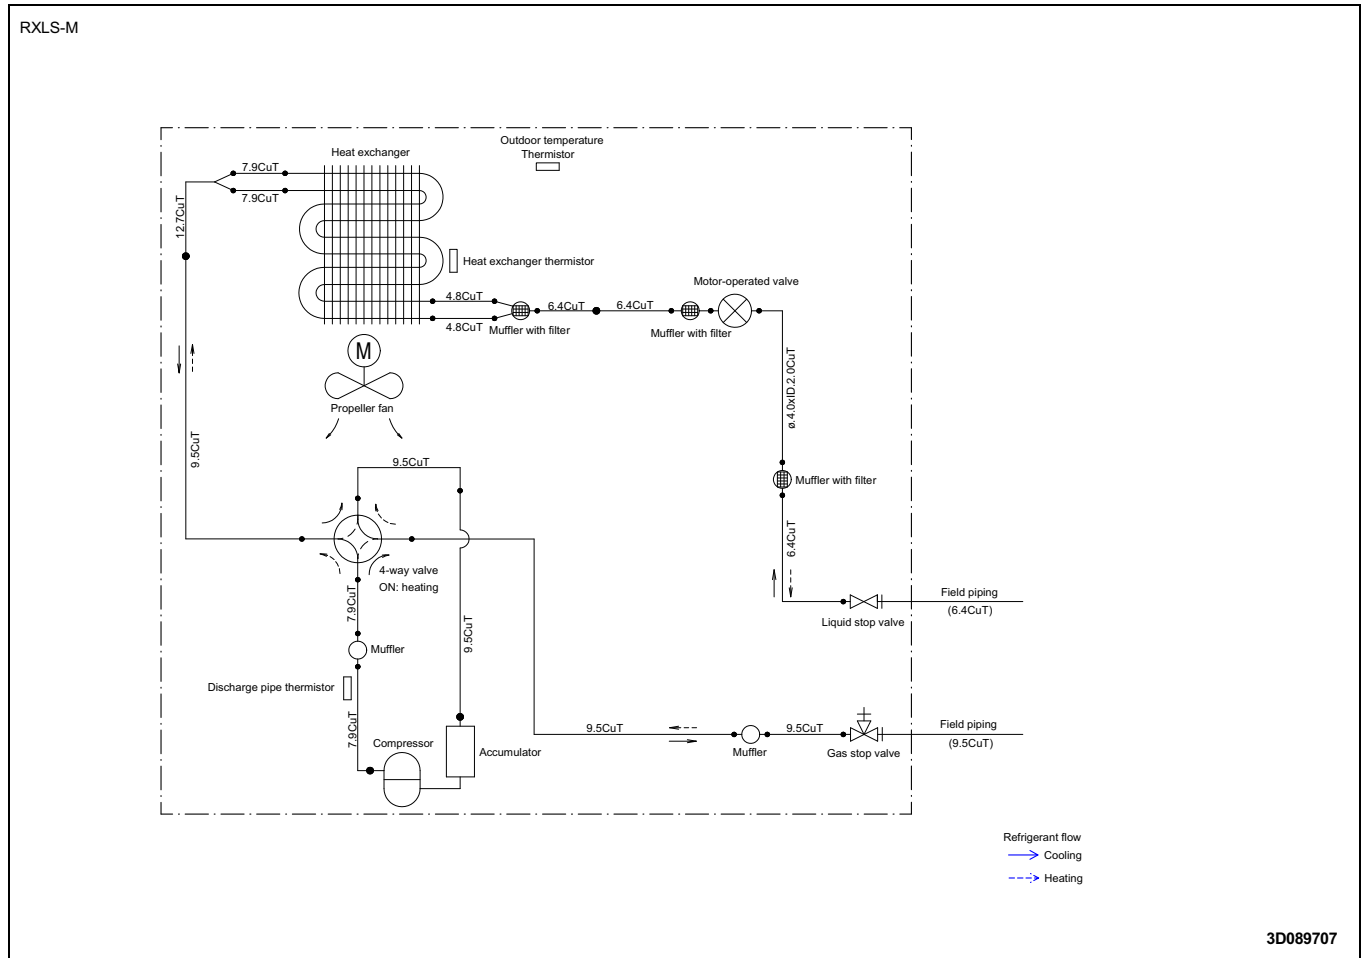 RXLS-M
Outdoor temperature
Thermistor
Heat exchanger
7.9CuT
7.9CuT
12.7CuT
Heat exchanger thermistor
Motor-operated valve
4.8CuT
6.4CuT
6.4CuT
4.8CuT
Muffler with filter
Muffler with filter
M
Propeller fan
ø.4.0xID.2.0CuT
9.5CuT
9.5CuT
Muffler with filter
6.4CuT
4-way valve
ON: heating
7.9CuT
Field piping
(6.4CuT)
Liquid stop valve
9.5CuT
Muffler
Discharge pipe thermistor
7.9CuT
Compressor
Accumulator
9.5CuT
Muffler
9.5CuT
Gas stop valve
Field piping
(9.5CuT)
Refrigerant flow
Cooling
Heating
3D089707